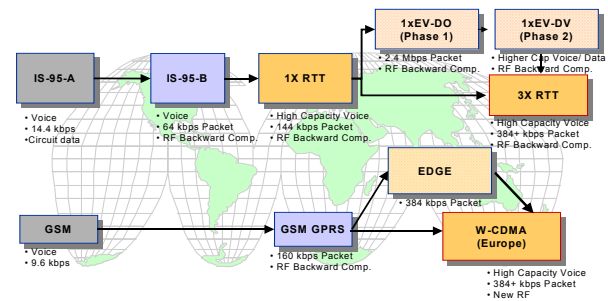 1xEV-DO
(Phase 1)
1xEV-DV
(Phase 2)
• 2.4 Mbps Packet
• RF Backward Comp.
• Higher Cap Voice/ Data
• RF Backward Comp.
IS-95-A
IS-95-B
1X RTT
3X RTT
• Voice
• 14.4 kbps
•Circuit data
• Voice
• 64 kbps Packet
• RF Backward Comp.
• High Capacity Voice
• 144 kbps Packet
• RF Backward Comp.
• High Capacity Voice
• 384+ kbps Packet
• RF Backward Comp.
EDGE
• 384 kbps Packet
GSM
GSM GPRS
W-CDMA
(Europe)
• Voice
• 9.6 kbps
• 160 kbps Packet
• RF Backward Comp.
• High Capacity Voice
• 384+ kbps Packet
• New RF